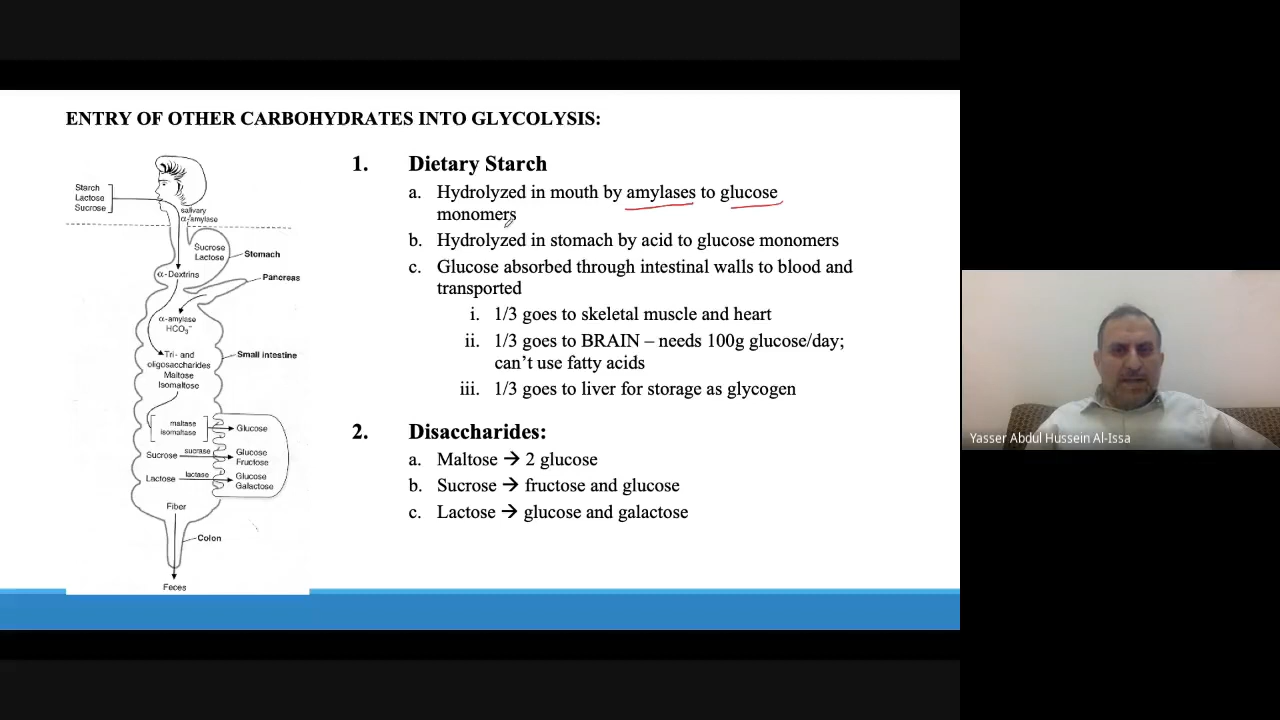 ENTRY OF OTHER CARBOHYDRATES INTO GLYCOLYSIS:
Starch
Lactose
Sucrose
salivary
α-amylase
Sucrose
Lactose
Stomach
α-Dextrins
Pancreas
α-amylase
HCO₃⁻
Tri- and
oligosaccharides
Maltose
Isomaltose
Small intestine
maltase
isomaltase
Glucose
Sucrose
sucrase
Glucose
Fructose
Lactose
lactase
Glucose
Galactose
Fiber
Colon
Feces
1. Dietary Starch
a. Hydrolyzed in mouth by amylases to glucose
monomers
b. Hydrolyzed in stomach by acid to glucose monomers
c. Glucose absorbed through intestinal walls to blood and
transported
i. 1/3 goes to skeletal muscle and heart
ii. 1/3 goes to BRAIN – needs 100g glucose/day;
can’t use fatty acids
iii. 1/3 goes to liver for storage as glycogen
2. Disaccharides:
a. Maltose → 2 glucose
b. Sucrose → fructose and glucose
c. Lactose → glucose and galactose
Yasser Abdul Hussein Al-Issa